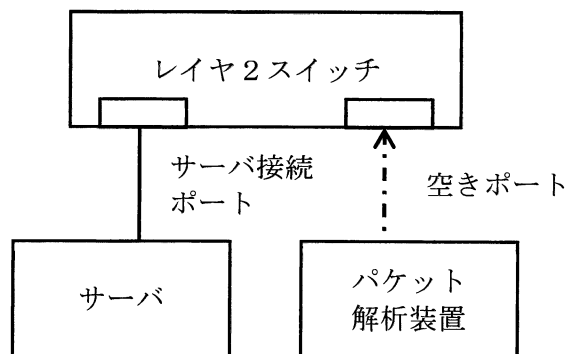 レイヤ2スイッチ
サーバ接続
ポート
空きポート
サーバ
パケット
解析装置